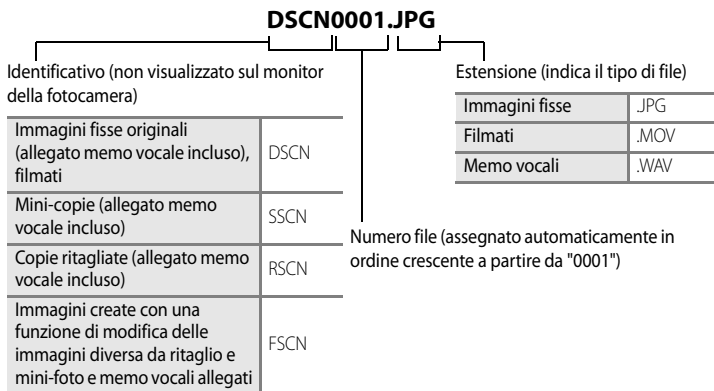 DSCN0001.JPG
Identificativo (non visualizzato sul monitor
della fotocamera)
Immagini fisse originali
(allegato memo vocale incluso),
filmati
DSCN
Mini-copie (allegato memo
vocale incluso)
SSCN
Copie ritagliate (allegato memo
vocale incluso)
RSCN
Immagini create con una
funzione di modifica delle
immagini diversa da ritaglio e
mini-foto e memo vocali allegati
FSCN
Estensione (indica il tipo di file)
Immagini fisse .JPG
Filmati .MOV
Memo vocali .WAV
Numero file (assegnato automaticamente in
ordine crescente a partire da "0001")